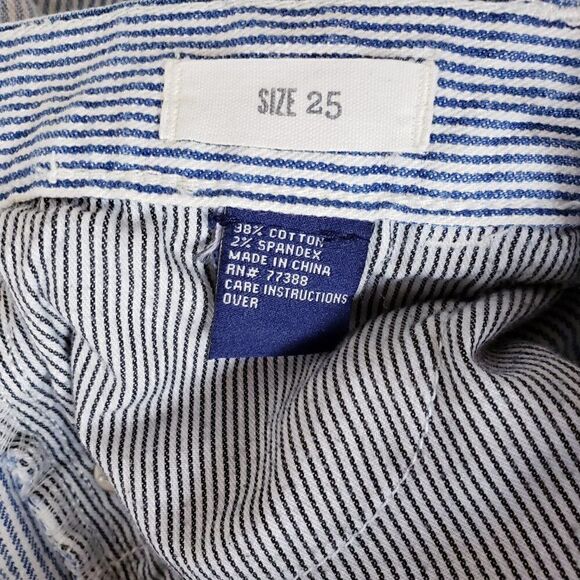 SIZE 25
98% COTTON
2% SPANDEX
MADE IN CHINA
RN# 77388
CARE INSTRUCTIONS
OVER